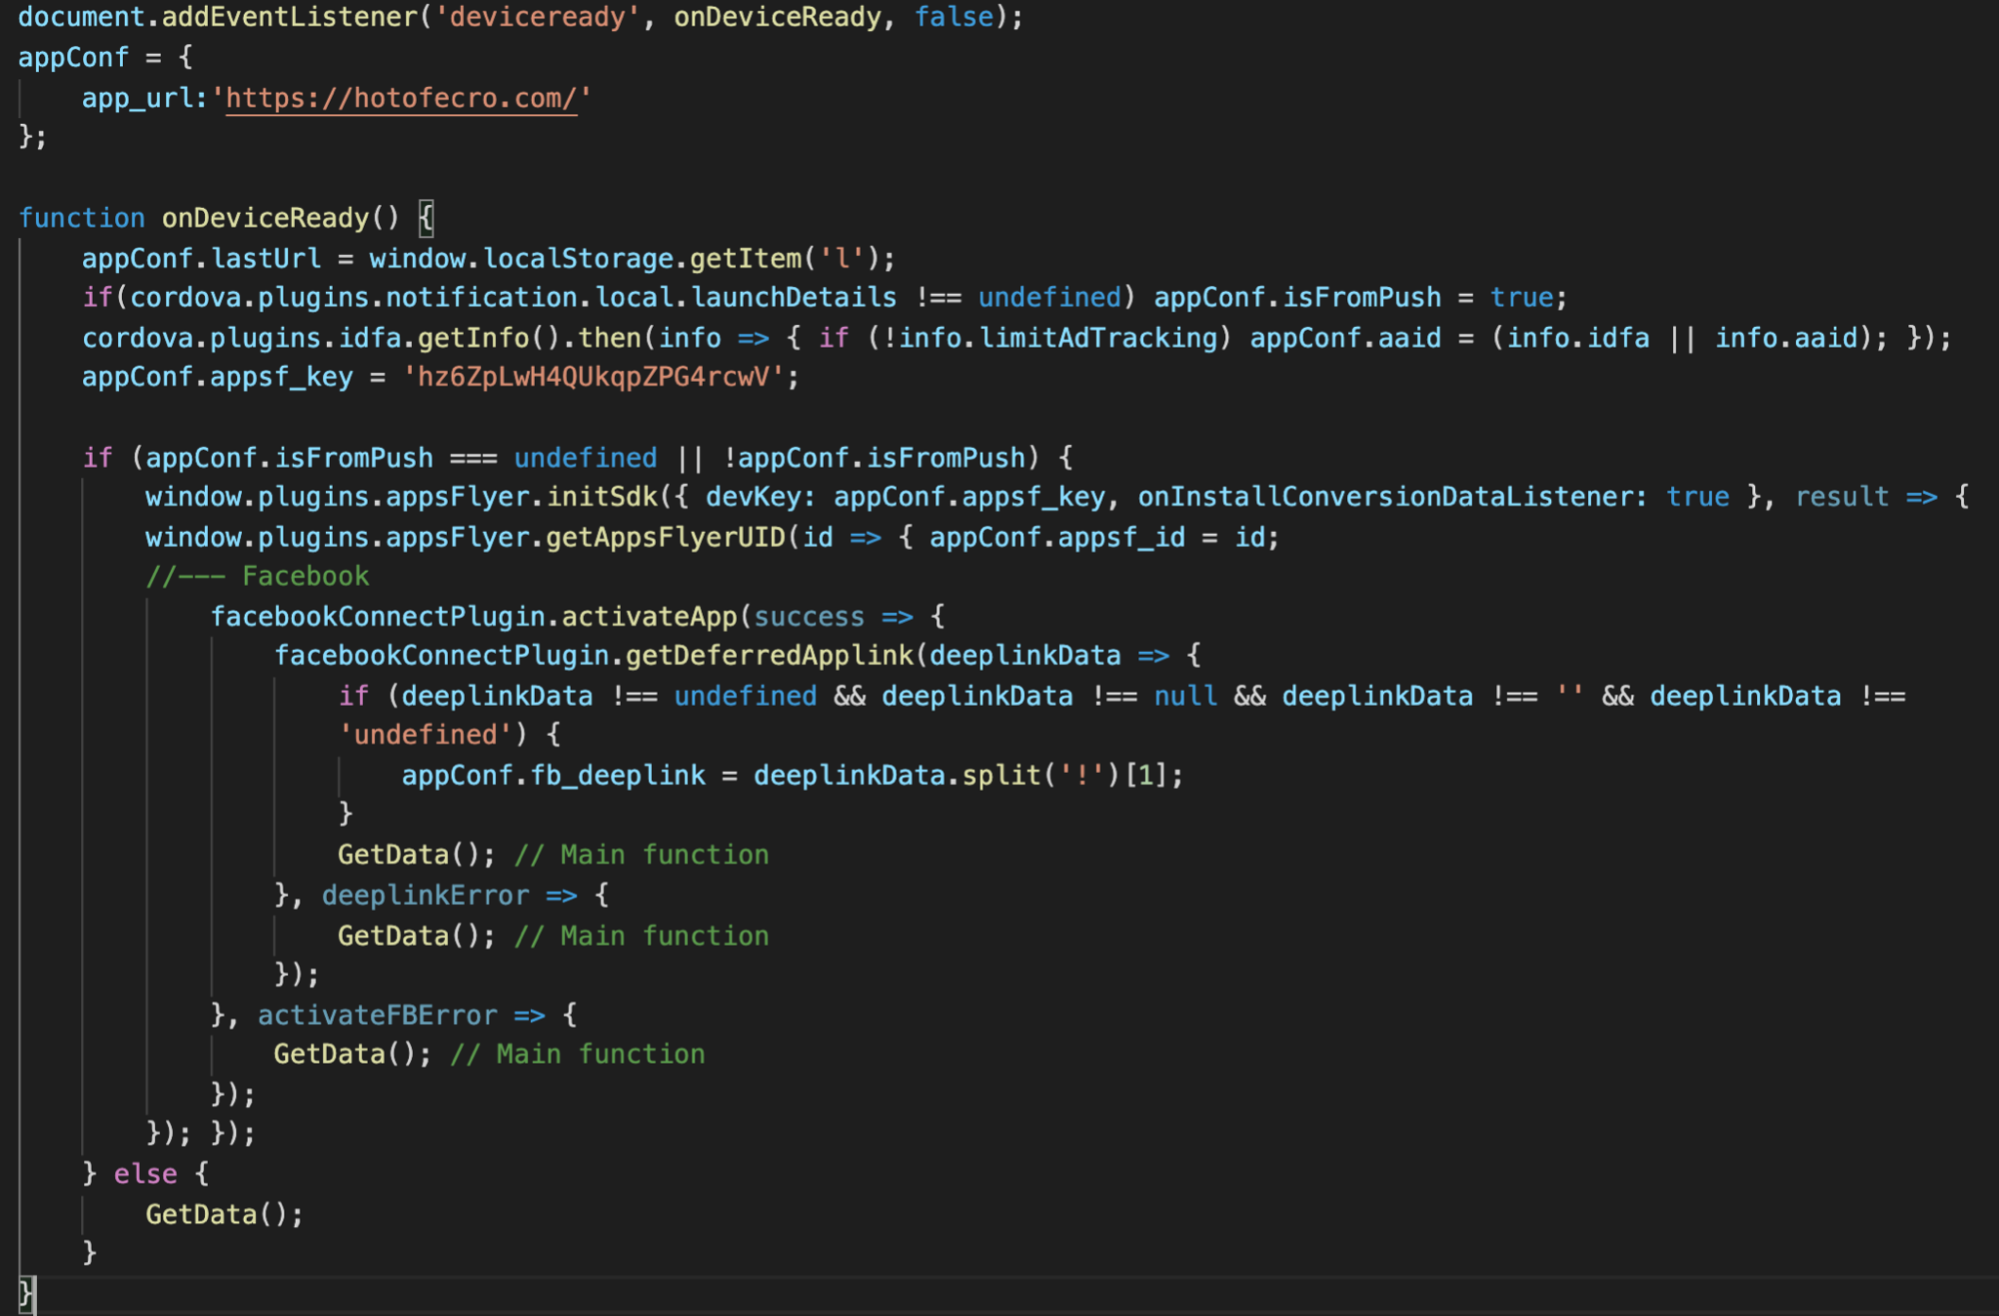 document.addEventListener('deviceready', onDeviceReady, false);
appConf = {
    app_url:'https://hotofecro.com/'
};

function onDeviceReady() {
    appConf.lastUrl = window.localStorage.getItem('l');
    if(cordova.plugins.notification.local.launchDetails !== undefined) appConf.isFromPush = true;
    cordova.plugins.idfa.getInfo().then(info => { if (!info.limitAdTracking) appConf.aaid = (info.idfa || info.aaid); });
    appConf.appsf_key = 'hz6ZpLwH4QUkqpZPG4rcwV';

    if (appConf.isFromPush === undefined || !appConf.isFromPush) {
        window.plugins.appsFlyer.initSdk({ devKey: appConf.appsf_key, onInstallConversionDataListener: true }, result => {
        window.plugins.appsFlyer.getAppsFlyerUID(id => { appConf.appsf_id = id;
        //--- Facebook
            facebookConnectPlugin.activateApp(success => {
                facebookConnectPlugin.getDeferredApplink(deeplinkData => {
                    if (deeplinkData !== undefined && deeplinkData !== null && deeplinkData !== '' && deeplinkData !==
                    'undefined') {
                        appConf.fb_deeplink = deeplinkData.split('!')[1];
                    }
                    GetData(); // Main function
                }, deeplinkError => {
                    GetData(); // Main function
                });
            }, activateFBError => {
                GetData(); // Main function
            });
        }); });
    } else {
        GetData();
    }
}